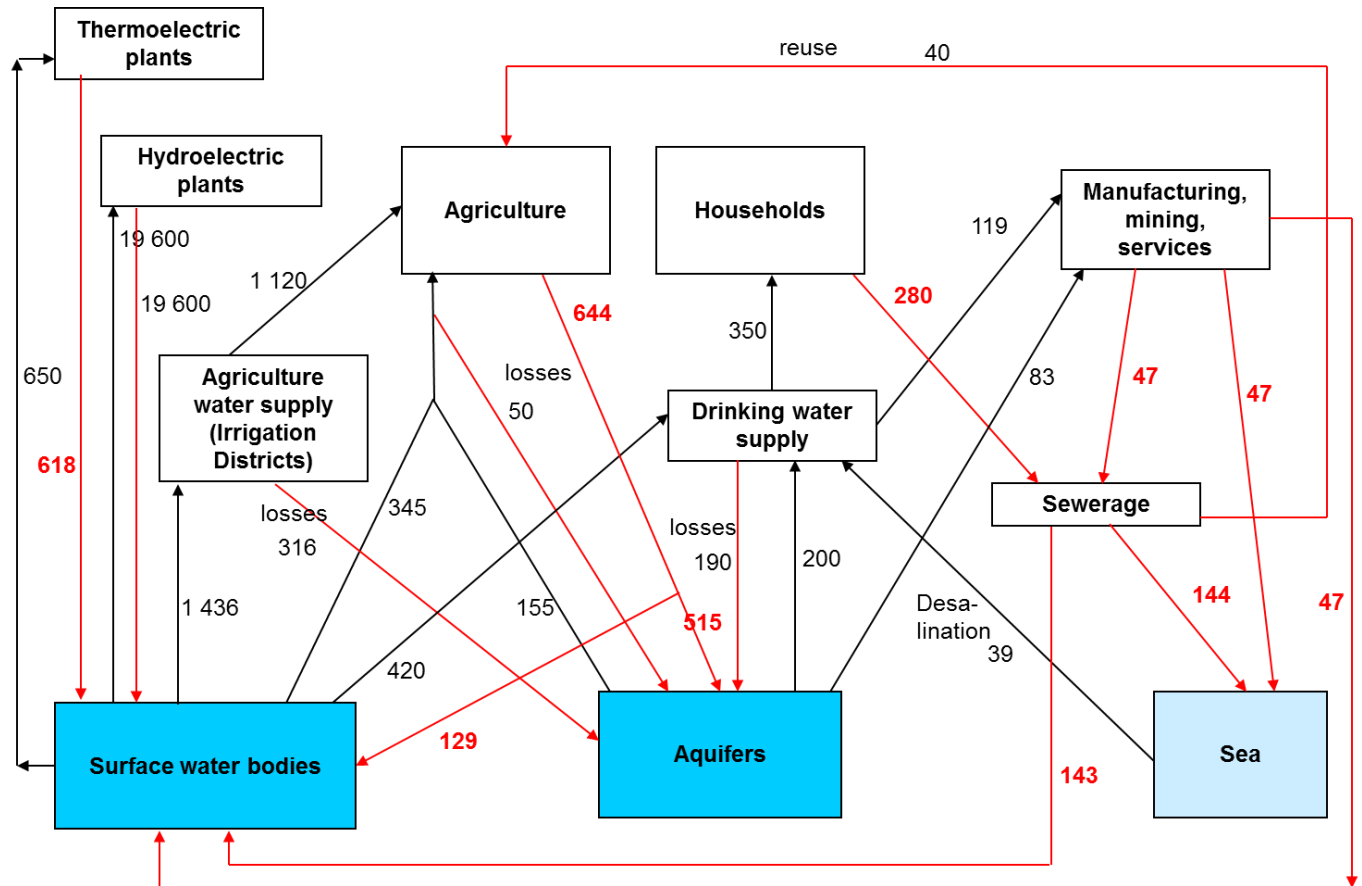 Thermoelectric
plants
reuse
40
Hydroelectric
plants
Agriculture
Households
Manufacturing,
mining,
services
19 600
119
1 120
19 600
280
644
350
650
losses
50
83
47
47
Agriculture
water supply
(Irrigation
Districts)
Drinking water
supply
618
345
losses
316
losses
190
200
Sewerage
1 436
155
515
Desa-
lination
39
144
47
420
129
143
Surface water bodies
Aquifers
Sea